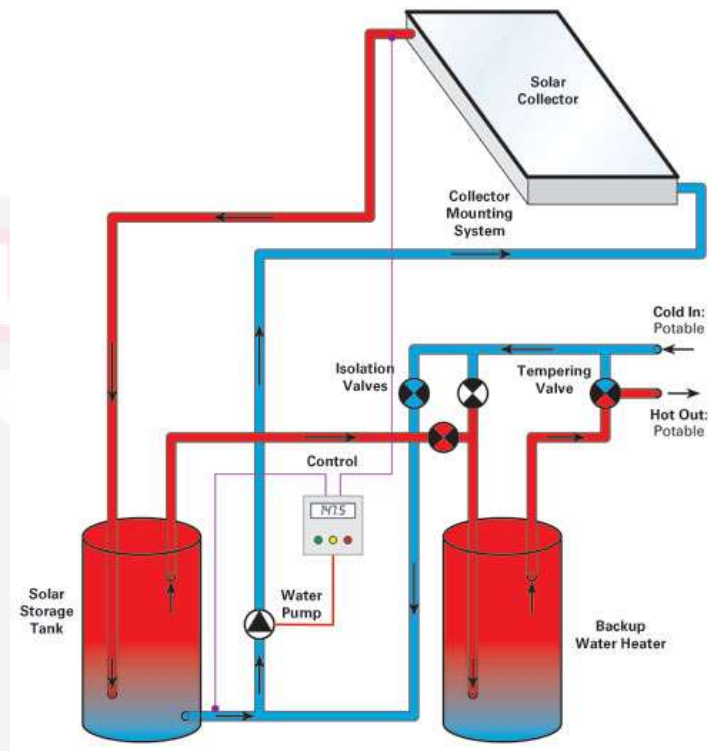 Solar
Collector
Collector
Mounting
System
Cold In:
Potable
Isolation
Valves
Tempering
Valve
Hot Out:
Potable
Control
147.5
Solar
Storage
Tank
Water
Pump
Backup
Water Heater